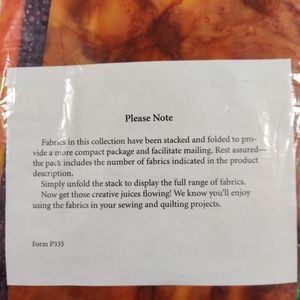 Please Note
Fabrics in this collection have been stacked and folded to pro-
vide a more compact package and facilitate mailing. Rest assured—
the pack includes the number of fabrics indicated in the product
description.
Simply unfold the stack to display the full range of fabrics.
Now get those creative juices flowing! We know you'll enjoy
using the fabrics in your sewing and quilting projects.
Form P335